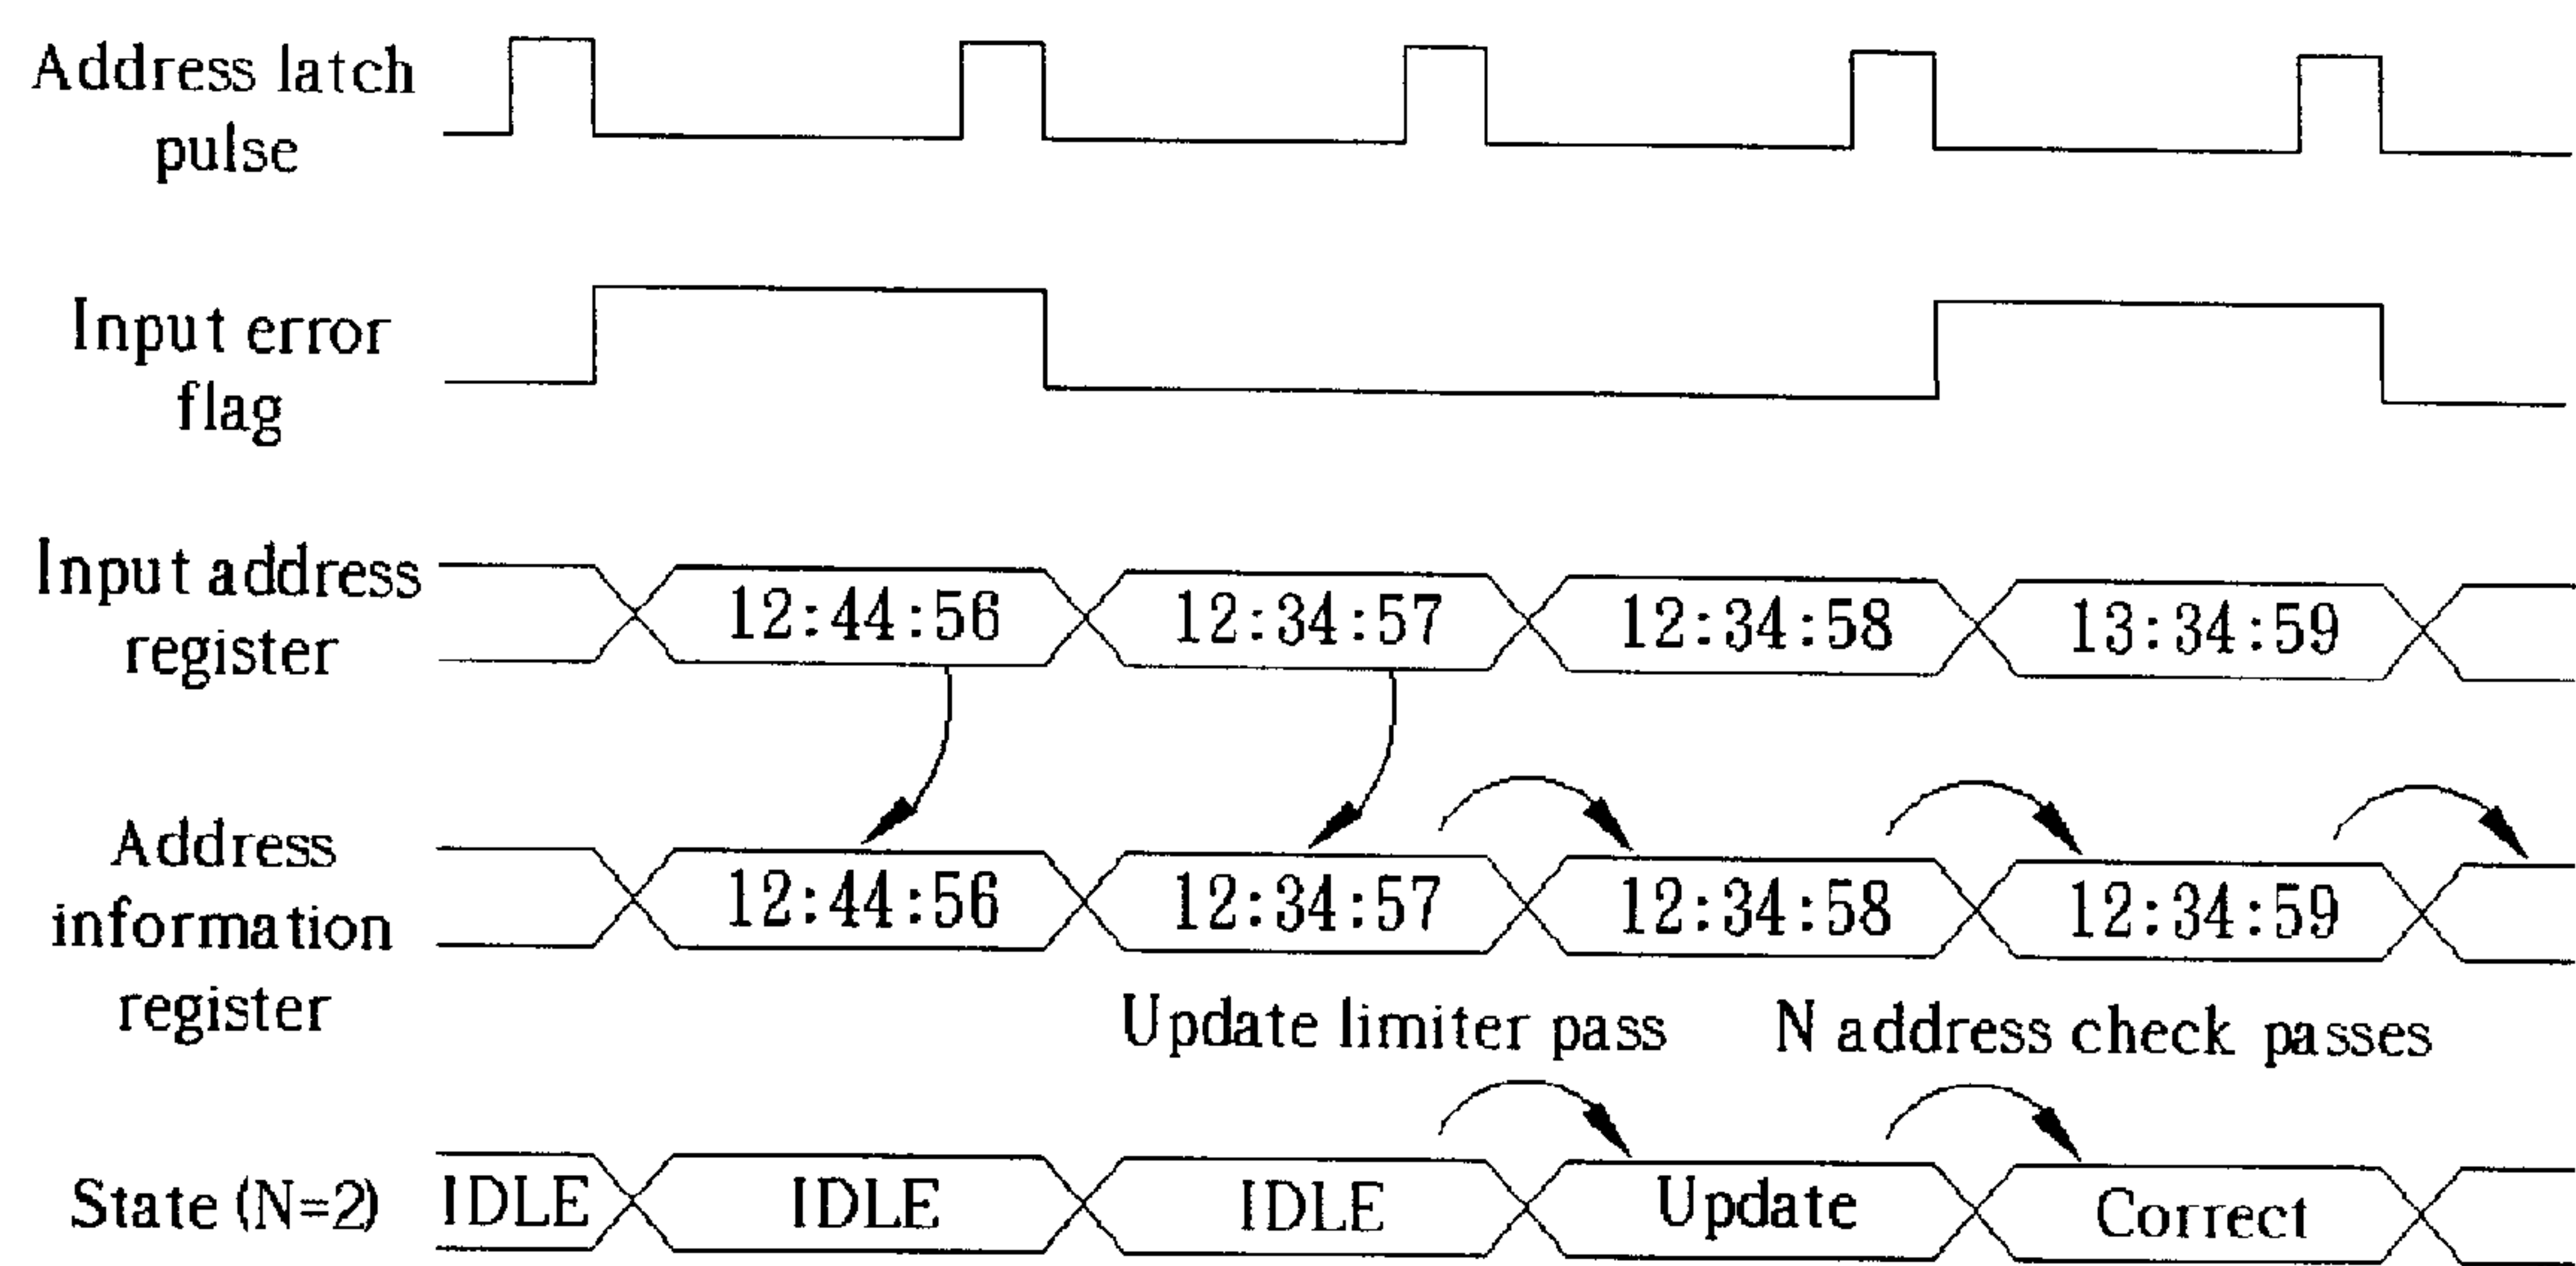 Address latch
pulse
Input error
flag
Input address
register
12:44:56 12:34:57 12:34:58 13:34:59
Address
information
register
12:44:56 12:34:57 12:34:58 12:34:59
Update limiter pass N address check passes
State (N=2) IDLE IDLE IDLE Update Correct